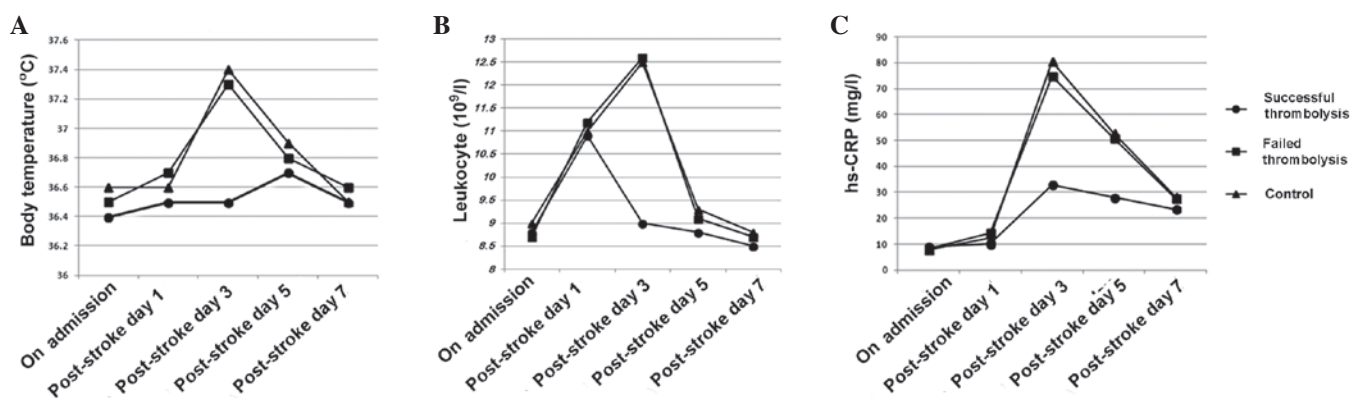 A
Body temperature (°C)
37.6
37.4
37.2
37
36.8
36.6
36.4
36.2
36
On admission
Post-stroke day 1
Post-stroke day 3
Post-stroke day 5
Post-stroke day 7
B
Leukocyte (10⁹/l)
13
12.5
12
11.5
11
10.5
10
9.5
9
8.5
8
On admission
Post-stroke day 1
Post-stroke day 3
Post-stroke day 5
Post-stroke day 7
C
hs-CRP (mg/l)
90
80
70
60
50
40
30
20
10
0
On admission
Post-stroke day 1
Post-stroke day 3
Post-stroke day 5
Post-stroke day 7
Successful
thrombolysis
Failed
thrombolysis
Control